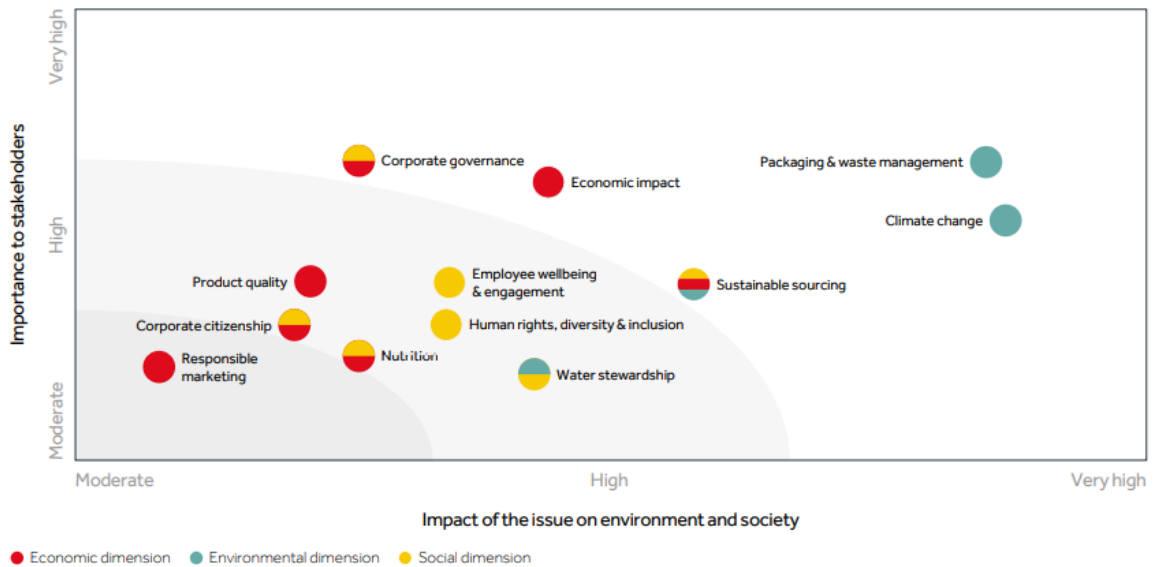 Very high
High
Moderate
Importance to stakeholders
Corporate governance
Economic impact
Packaging & waste management
Climate change
Product quality
Employee wellbeing
& engagement
Sustainable sourcing
Corporate citizenship
Human rights, diversity & inclusion
Responsible
marketing
Nutrition
Water stewardship
Moderate
High
Very high
Impact of the issue on environment and society
Economic dimension
Environmental dimension
Social dimension